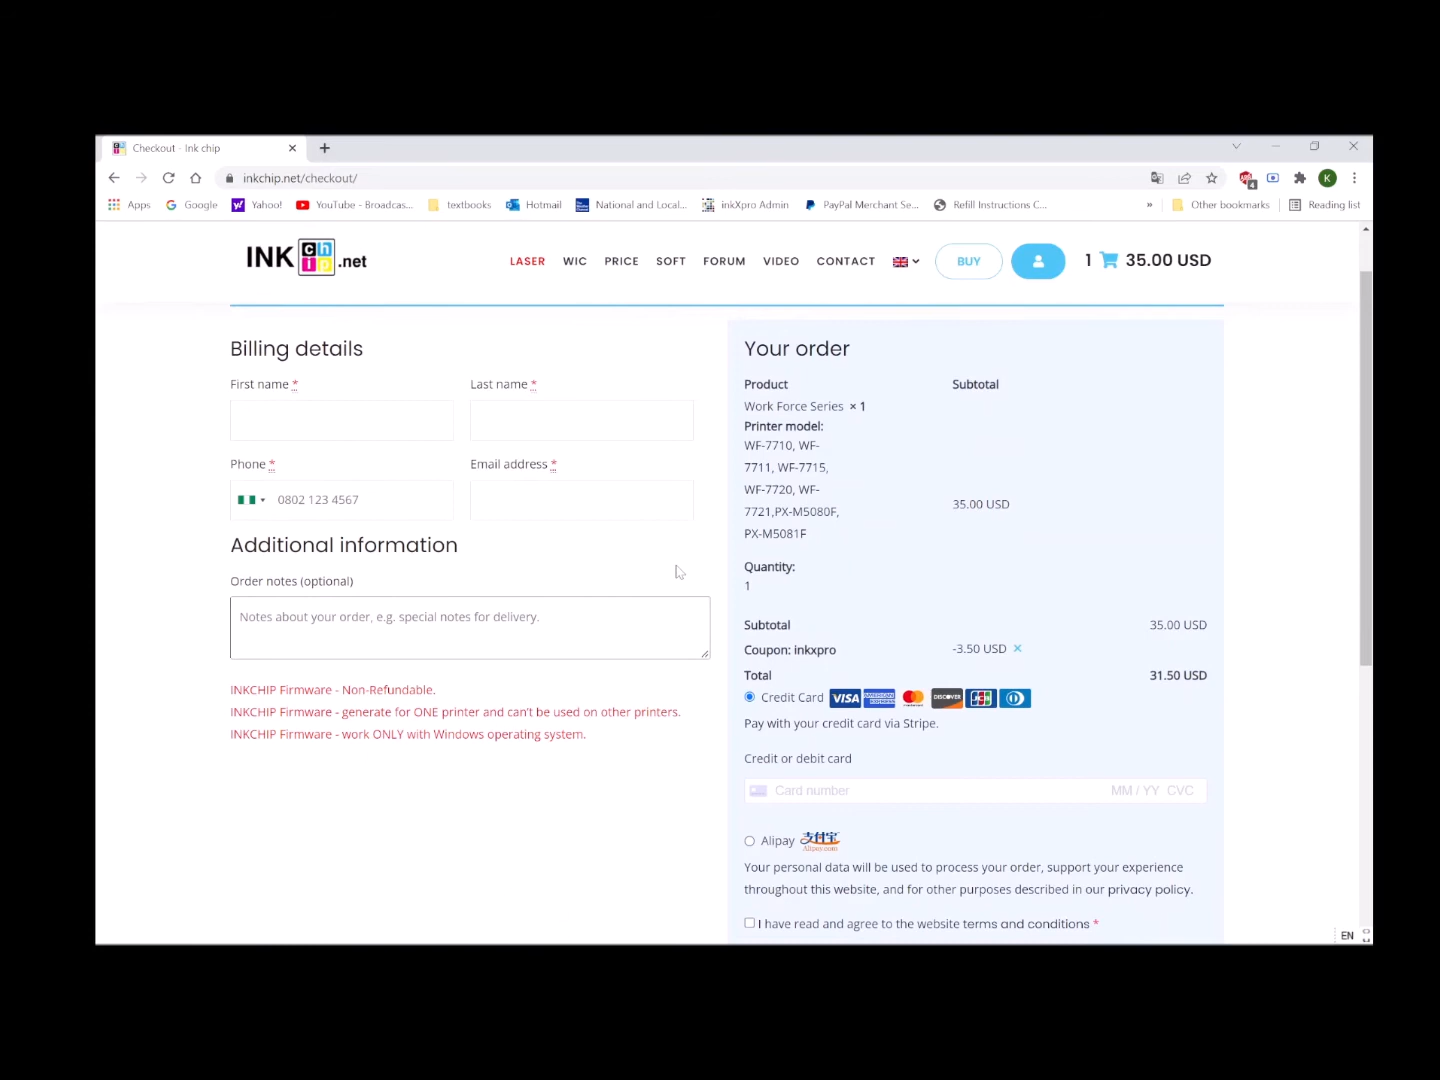 Checkout - Ink chip
inkchip.net/checkout/
Apps
Google
Yahoo!
YouTube - Broadcas...
textbooks
Hotmail
National and Local...
inkXpro Admin
PayPal Merchant Se...
Refill Instructions C...
»
Other bookmarks
Reading list
INK chip .net
LASER
WIC
PRICE
SOFT
FORUM
VIDEO
CONTACT
BUY
1
35.00 USD
Billing details
First name *
Last name *
Phone *
Email address *
0802 123 4567
Additional information
Order notes (optional)
Notes about your order, e.g. special notes for delivery.
INKCHIP Firmware - Non-Refundable.
INKCHIP Firmware - generate for ONE printer and can't be used on other printers.
INKCHIP Firmware - work ONLY with Windows operating system.
Your order
Product
Subtotal
Work Force Series × 1
Printer model:
WF-7710, WF-
7711, WF-7715,
WF-7720, WF-
7721,PX-M5080F,
PX-M5081F
35.00 USD
Quantity:
1
Subtotal 35.00 USD
Coupon: inkxpro -3.50 USD ×
Total 31.50 USD
Credit Card VISA AMERICAN EXPRESS mastercard DISCOVER JCB
Pay with your credit card via Stripe.
Credit or debit card
Card number MM / YY CVC
Alipay 支付宝 Alipay.com
Your personal data will be used to process your order, support your experience
throughout this website, and for other purposes described in our privacy policy.
I have read and agree to the website terms and conditions *
K
4
EN